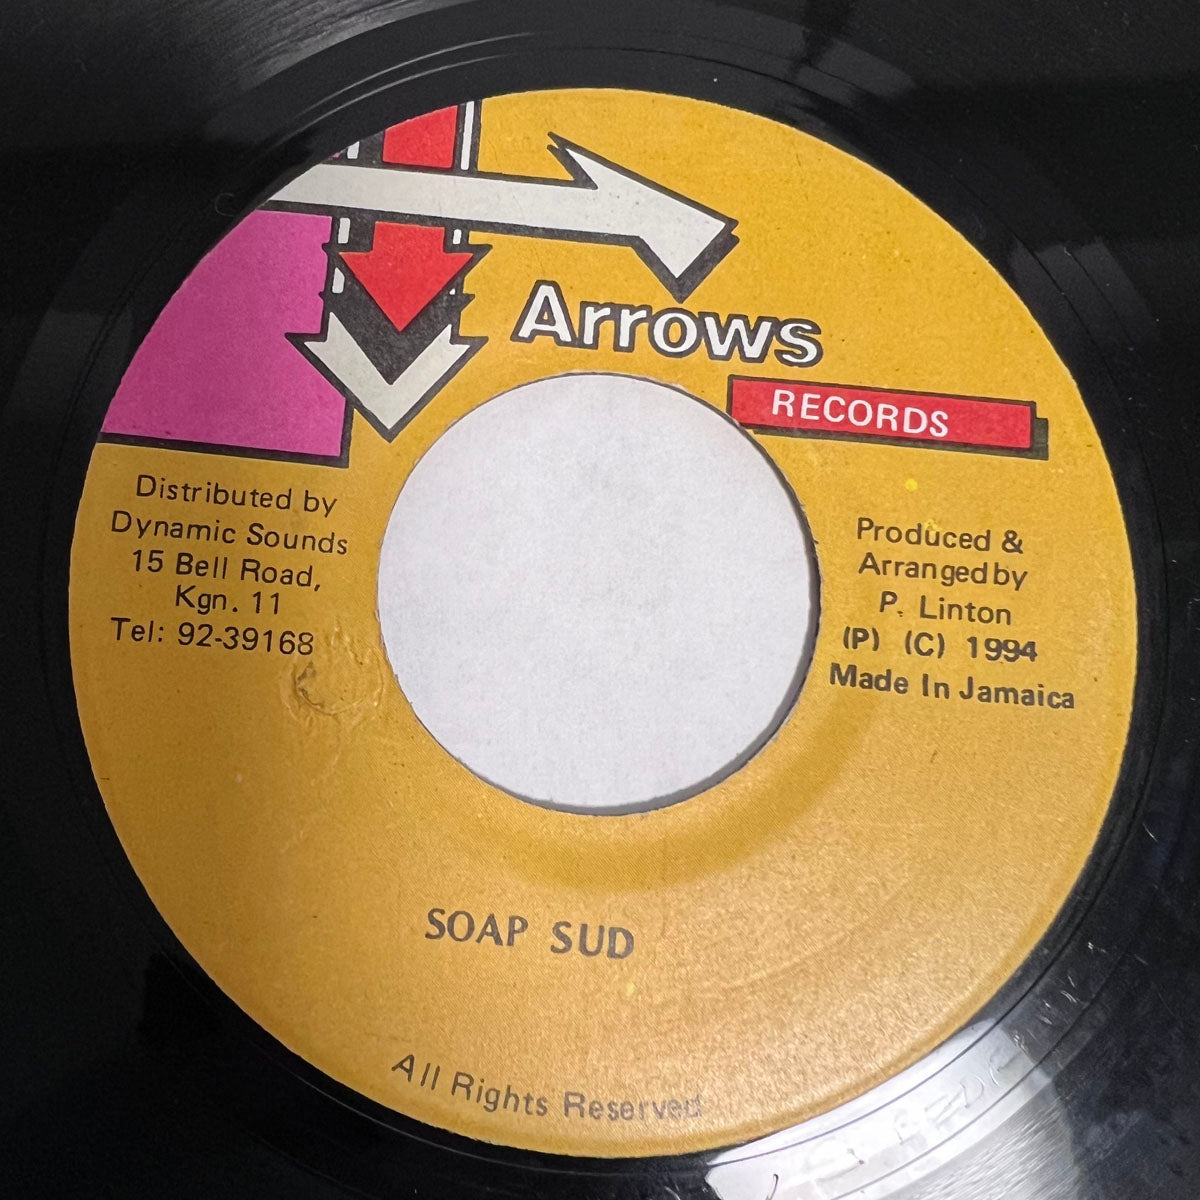 Arrows
RECORDS
Distributed by
Dynamic Sounds
15 Bell Road,
Kgn. 11
Tel: 92-39168
Produced &
Arranged by
P. Linton
(P) (C) 1994
Made In Jamaica
SOAP SUD
All Rights Reserved